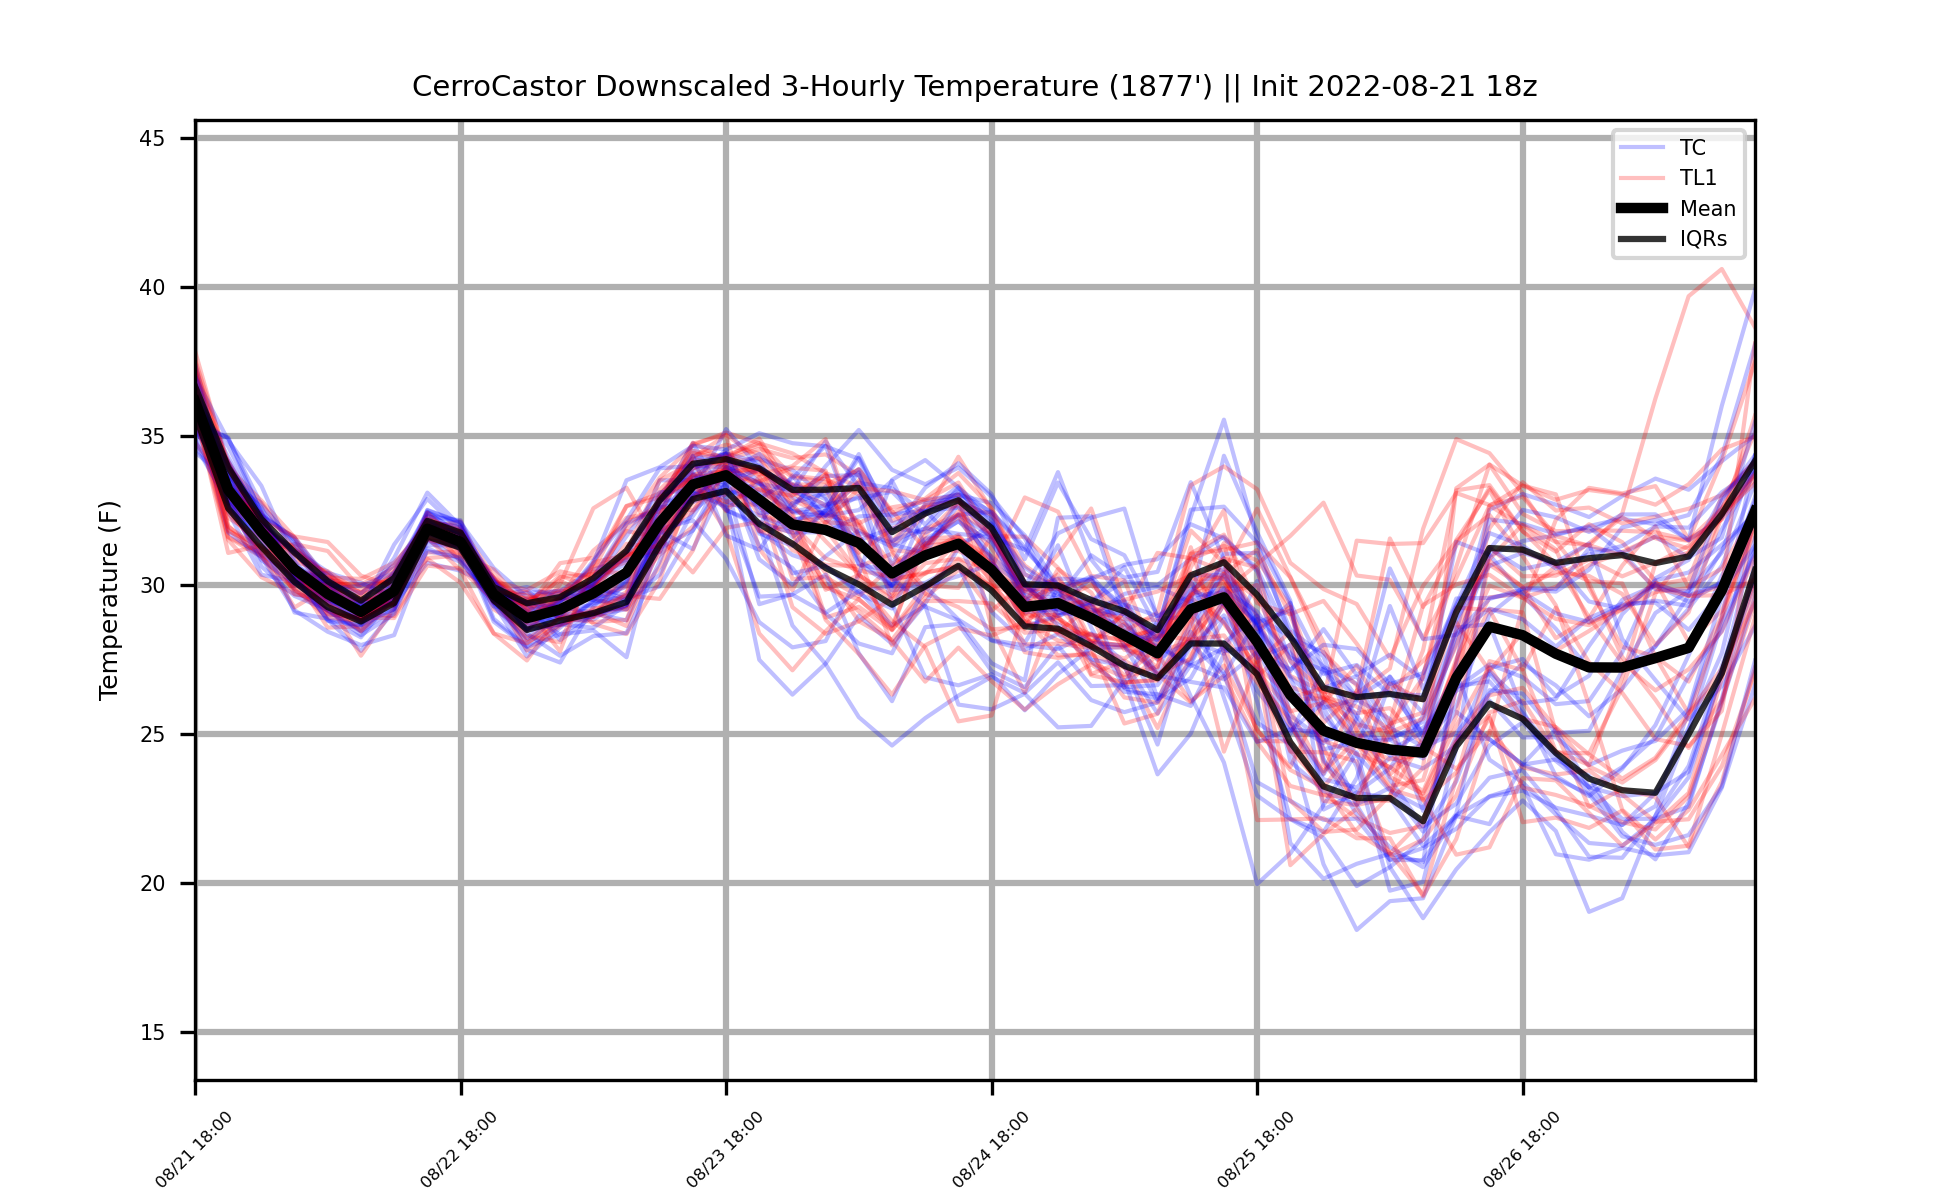 CerroCastor Downscaled 3-Hourly Temperature (1877') || Init 2022-08-21 18z
TC
TL1
Mean
IQRs
Temperature (F)
45
40
35
30
25
20
15
08/21 18:00
08/22 18:00
08/23 18:00
08/24 18:00
08/25 18:00
08/26 18:00